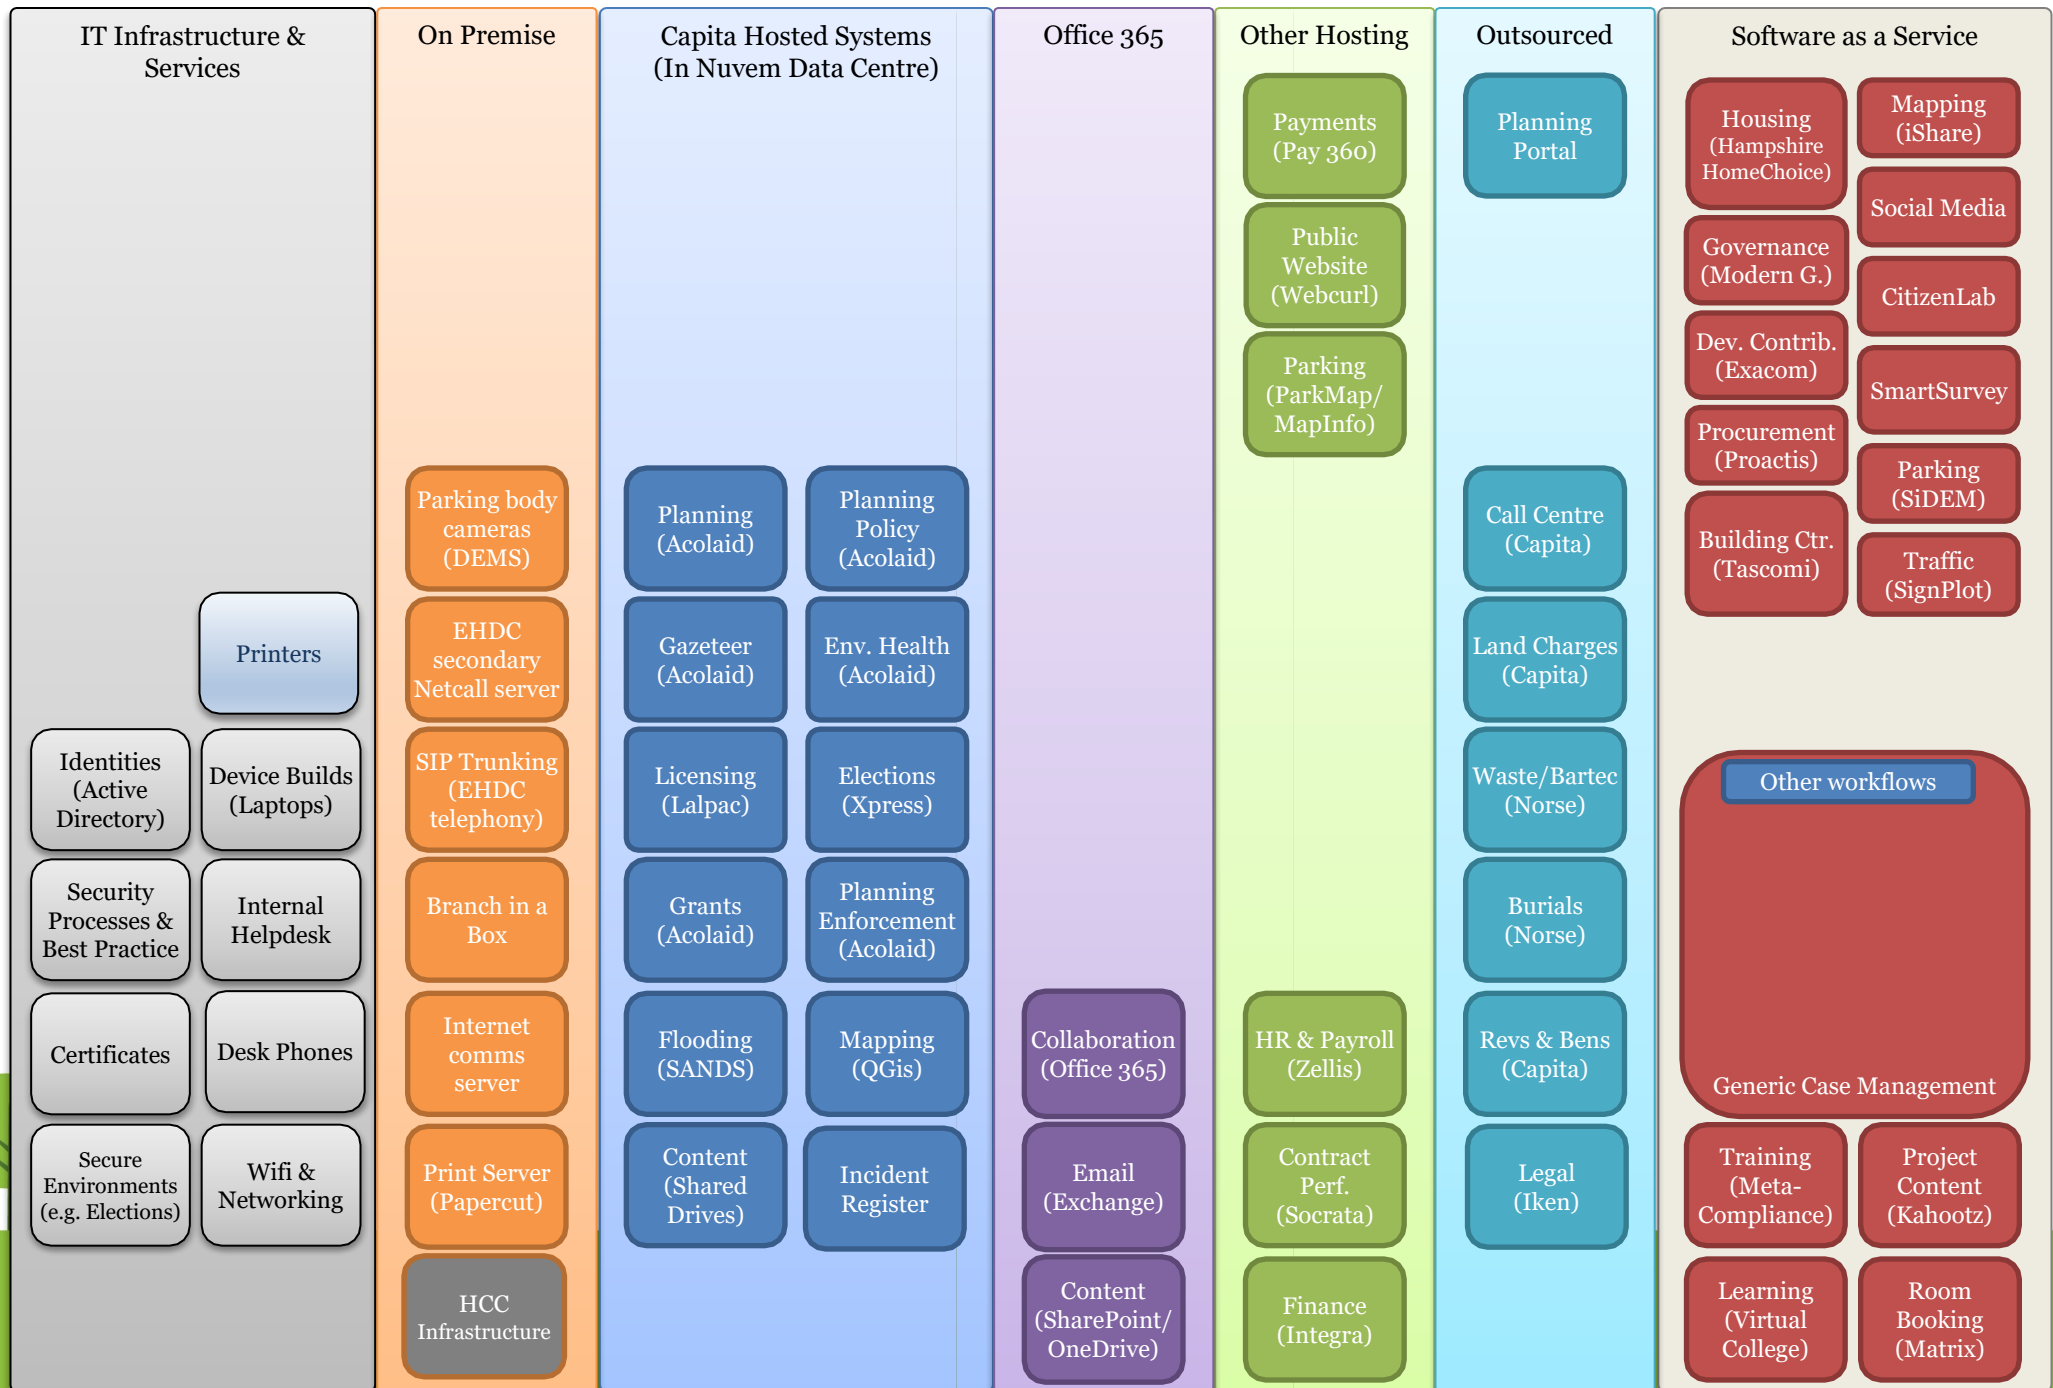 IT Infrastructure &
Services
Printers
Identities
(Active
Directory)
Device Builds
(Laptops)
Security
Processes &
Best Practice
Internal
Helpdesk
Certificates
Desk Phones
Secure
Environments
(e.g. Elections)
Wifi &
Networking
On Premise
Parking body
cameras
(DEMS)
EHDC
secondary
Netcall server
SIP Trunking
(EHDC
telephony)
Branch in a
Box
Internet
comms
server
Print Server
(Papercut)
HCC
Infrastructure
Capita Hosted Systems
(In Nuvem Data Centre)
Planning
(Acolaid)
Planning
Policy
(Acolaid)
Gazeteer
(Acolaid)
Env. Health
(Acolaid)
Licensing
(Lalpac)
Elections
(Xpress)
Grants
(Acolaid)
Planning
Enforcement
(Acolaid)
Flooding
(SANDS)
Mapping
(QGis)
Content
(Shared
Drives)
Incident
Register
Office 365
Collaboration
(Office 365)
Email
(Exchange)
Content
(SharePoint/
OneDrive)
Other Hosting
Payments
(Pay 360)
Public
Website
(Webcurl)
Parking
(ParkMap/
MapInfo)
HR & Payroll
(Zellis)
Contract
Perf.
(Socrata)
Finance
(Integra)
Outsourced
Planning
Portal
Call Centre
(Capita)
Land Charges
(Capita)
Waste/Bartec
(Norse)
Burials
(Norse)
Revs & Bens
(Capita)
Legal
(Iken)
Software as a Service
Housing
(Hampshire
HomeChoice)
Mapping
(iShare)
Social Media
Governance
(Modern G.)
CitizenLab
Dev. Contrib.
(Exacom)
SmartSurvey
Procurement
(Proactis)
Parking
(SiDEM)
Building Ctr.
(Tascomi)
Traffic
(SignPlot)
Other workflows
Generic Case Management
Training
(Meta-
Compliance)
Project
Content
(Kahootz)
Learning
(Virtual
College)
Room
Booking
(Matrix)